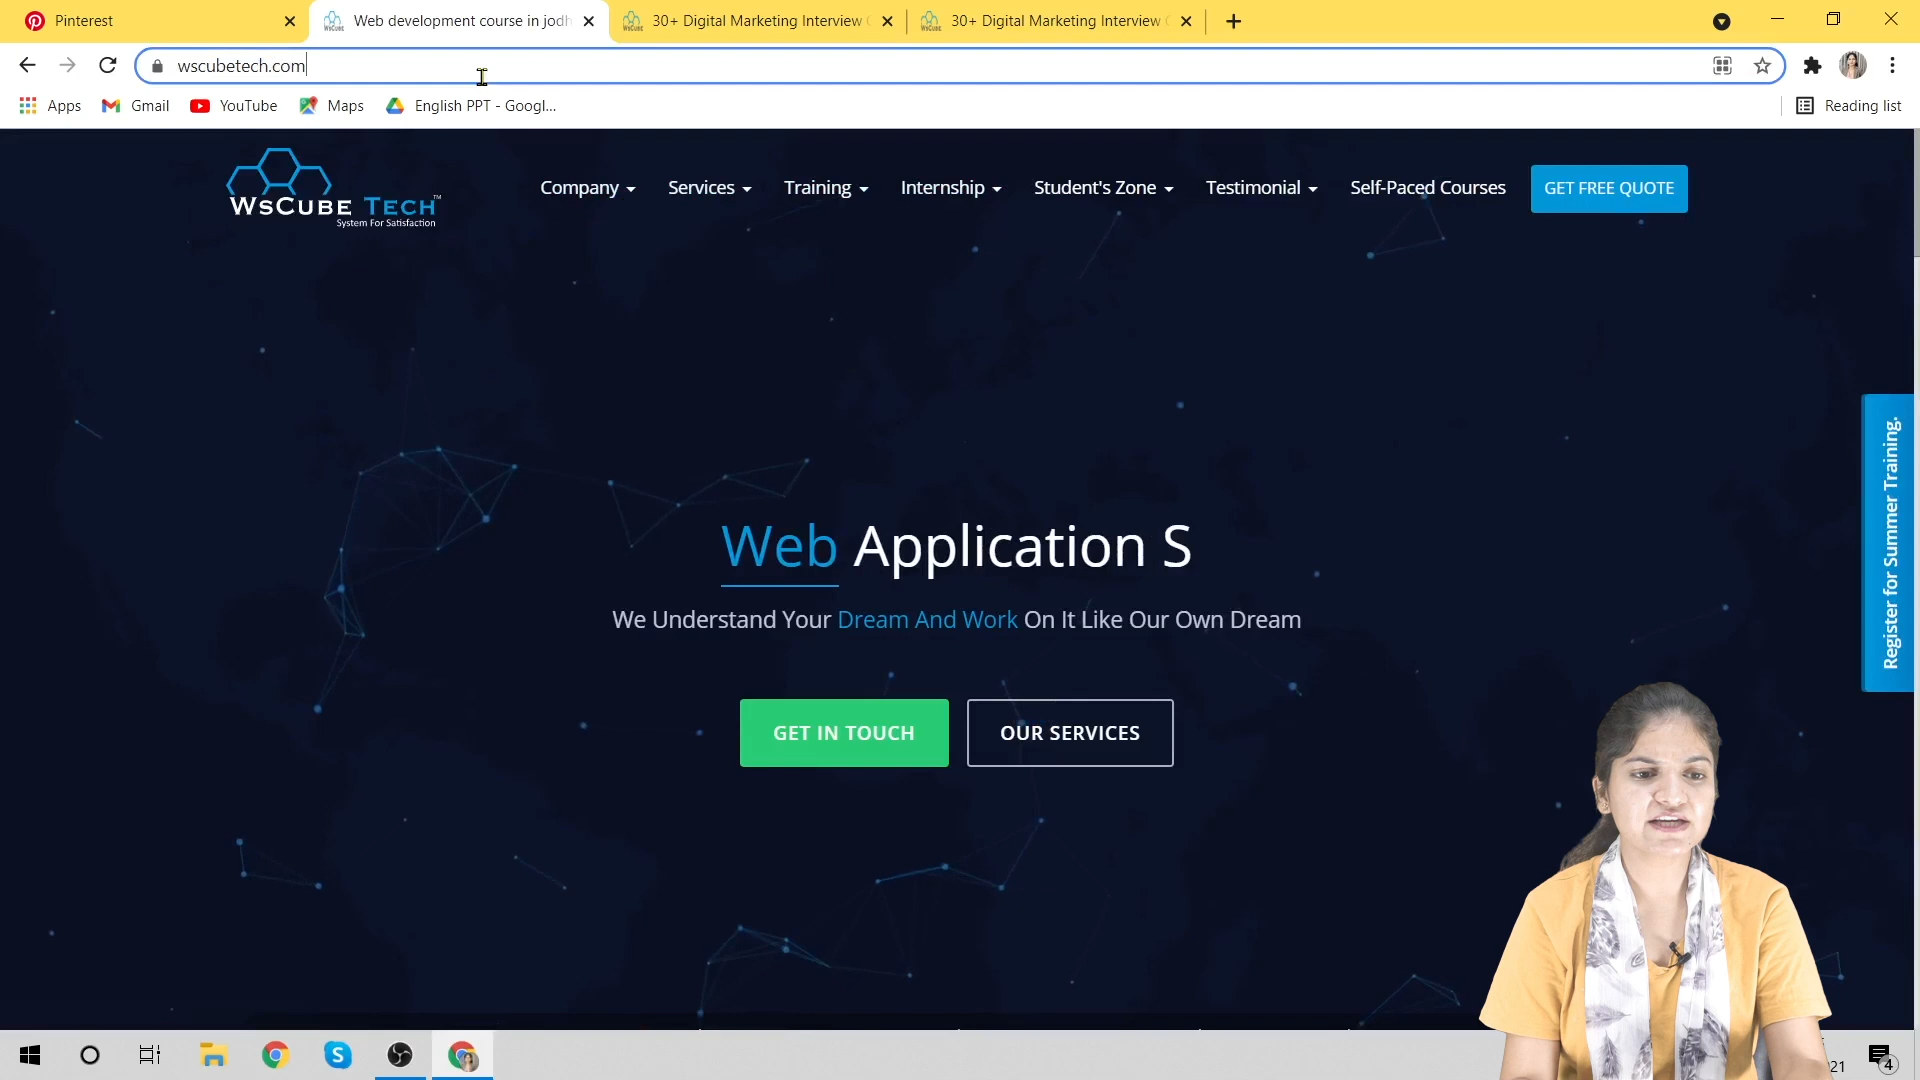 Pinterest
Web development course in jodh
30+ Digital Marketing Interview
30+ Digital Marketing Interview
wscubetech.com
Apps
Gmail
YouTube
Maps
English PPT - Googl...
Reading list
WSCUBE TECH™
System For Satisfaction
Company
Services
Training
Internship
Student's Zone
Testimonial
Self-Paced Courses
GET FREE QUOTE
Register for Summer Training.
Web Application S
We Understand Your Dream And Work On It Like Our Own Dream
GET IN TOUCH
OUR SERVICES
21
4